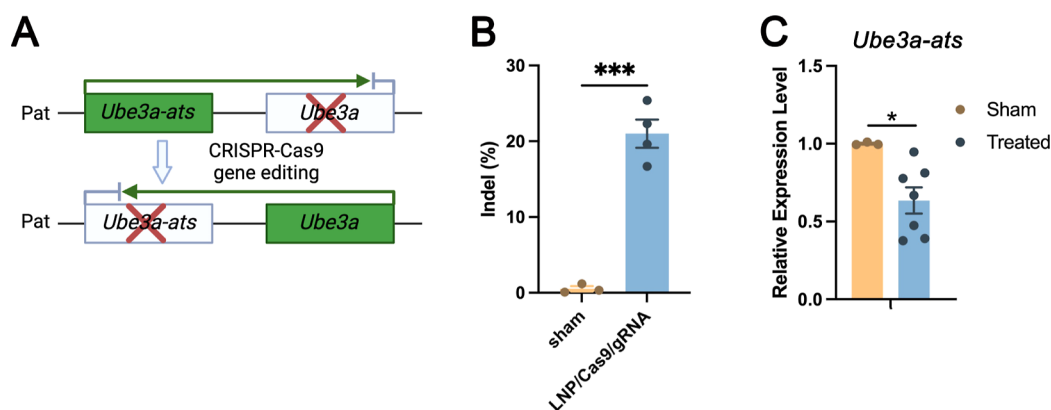 A
Pat
Ube3a-ats
Ube3a
CRISPR-Cas9
gene editing
Pat
Ube3a-ats
Ube3a
B
30
20
10
0
Indel (%)
***
sham
LNP/Cas9/gRNA
C
Ube3a-ats
1.5
1.0
0.5
0.0
Relative Expression Level
*
Sham
Treated